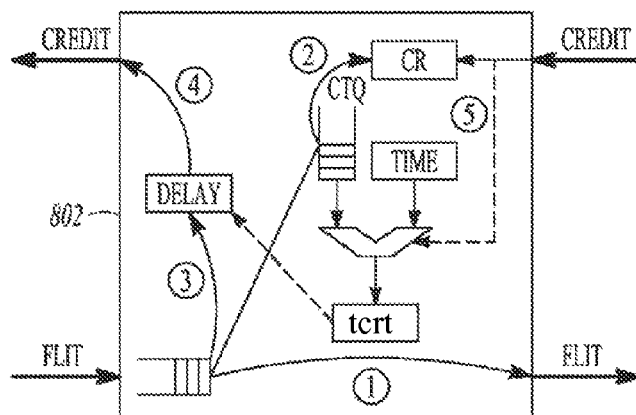 CREDIT
CREDIT
2
CR
4
CTQ
5
TIME
DELAY
802
3
tcrt
FLIT
FLIT
1